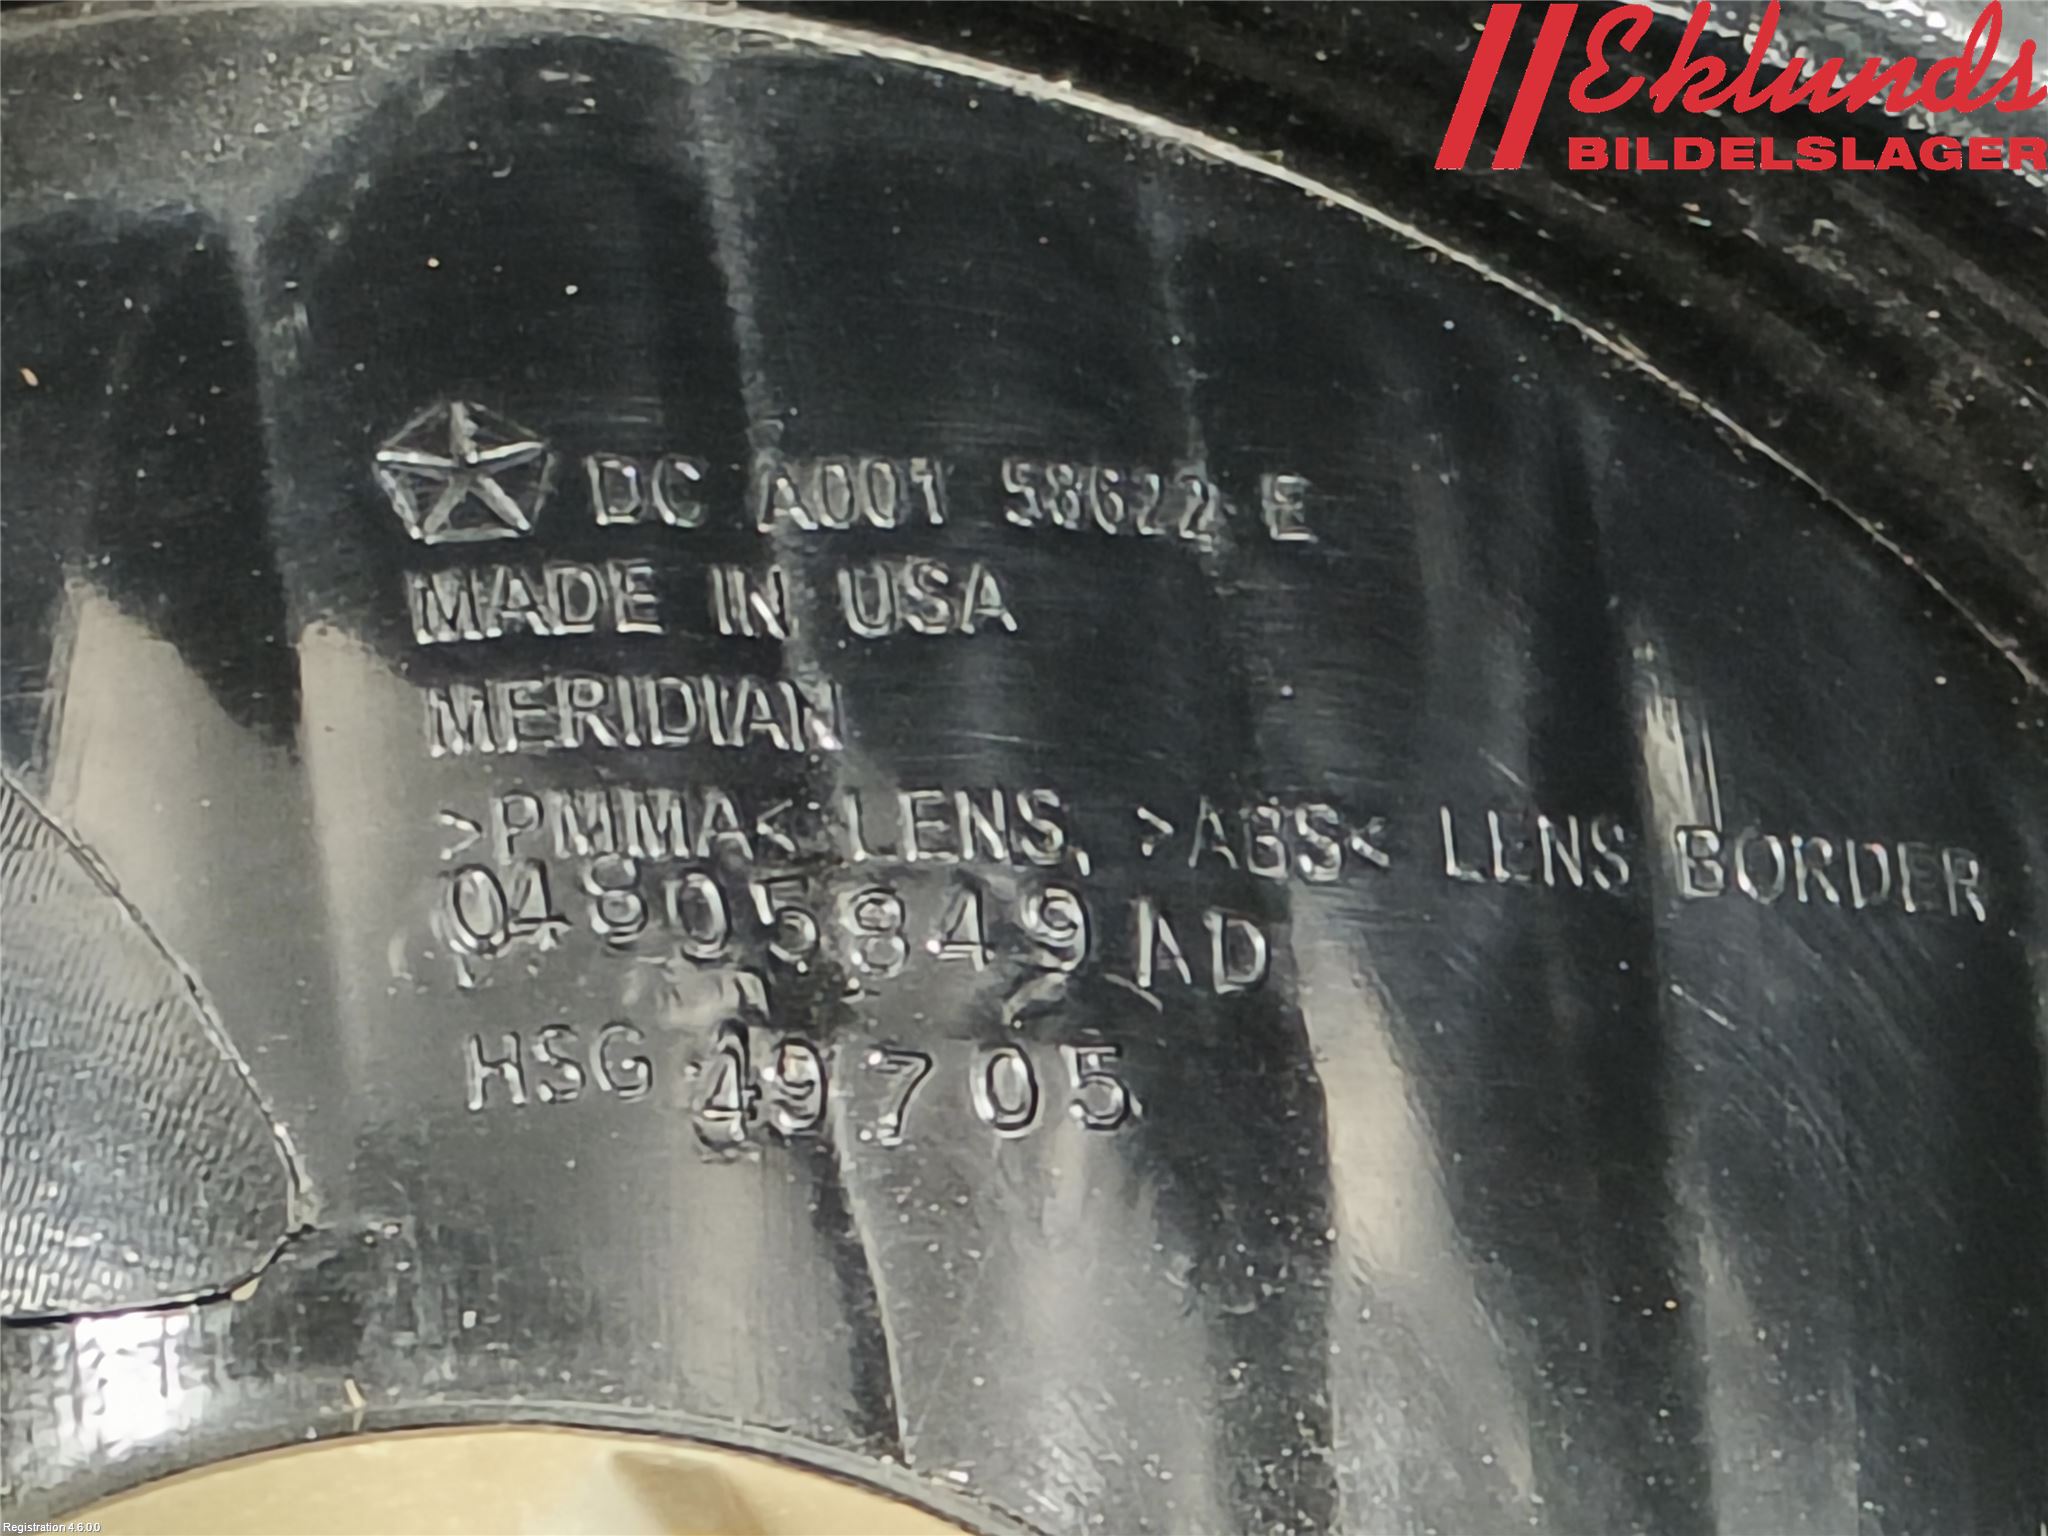 Eklunds
BILDELSLAGER
DC A001 58622 E
MADE IN USA
MERIDIAN
>PMMA< LENS, >ABS< LENS BORDER
04805849 AD
HSG 49705
Registration 4.6.0.0